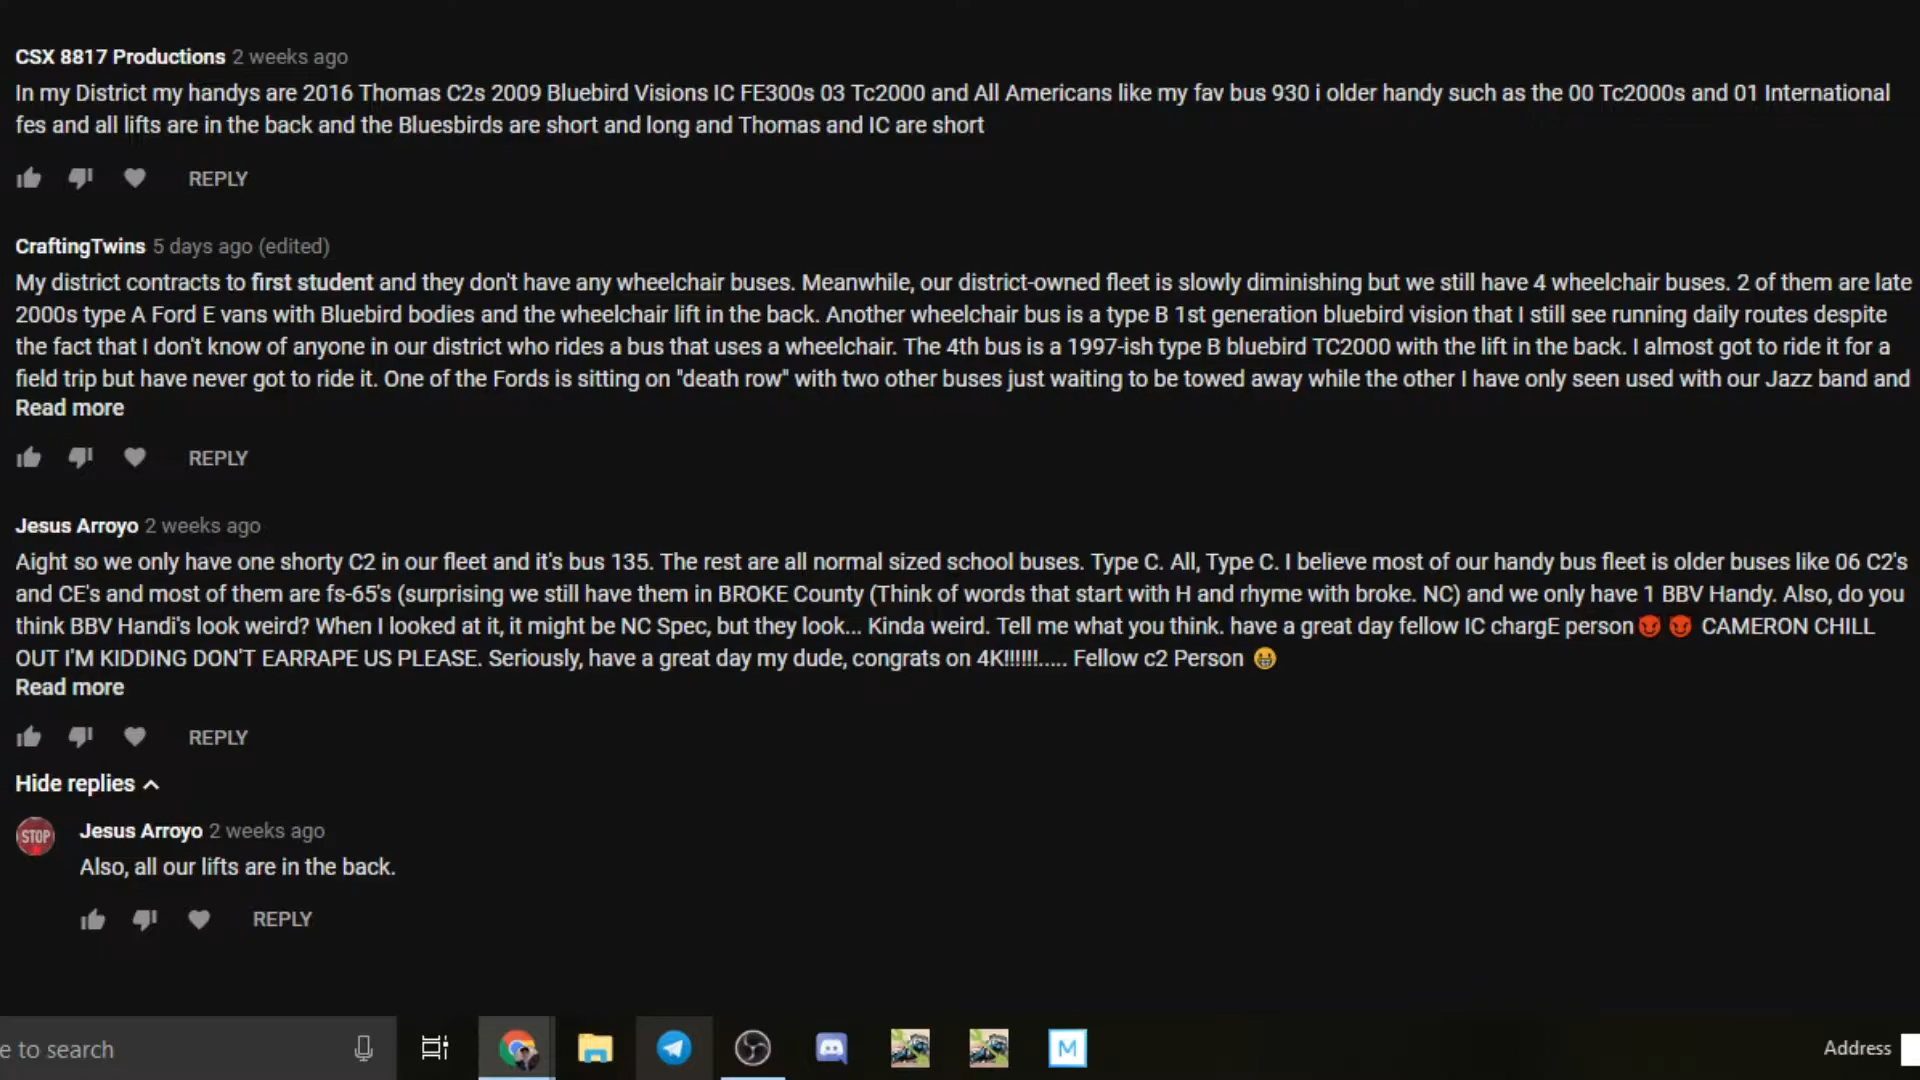 CSX 8817 Productions 2 weeks ago
In my District my handys are 2016 Thomas C2s 2009 Bluebird Visions IC FE300s 03 Tc2000 and All Americans like my fav bus 930 i older handy such as the 00 Tc2000s and 01 International
fes and all lifts are in the back and the Bluesbirds are short and long and Thomas and IC are short
REPLY
CraftingTwins 5 days ago (edited)
My district contracts to first student and they don't have any wheelchair buses. Meanwhile, our district-owned fleet is slowly diminishing but we still have 4 wheelchair buses. 2 of them are late
2000s type A Ford E vans with Bluebird bodies and the wheelchair lift in the back. Another wheelchair bus is a type B 1st generation bluebird vision that I still see running daily routes despite
the fact that I don't know of anyone in our district who rides a bus that uses a wheelchair. The 4th bus is a 1997-ish type B bluebird TC2000 with the lift in the back. I almost got to ride it for a
field trip but have never got to ride it. One of the Fords is sitting on "death row" with two other buses just waiting to be towed away while the other I have only seen used with our Jazz band and
Read more
REPLY
Jesus Arroyo 2 weeks ago
Aight so we only have one shorty C2 in our fleet and it's bus 135. The rest are all normal sized school buses. Type C. All, Type C. I believe most of our handy bus fleet is older buses like 06 C2's
and CE's and most of them are fs-65's (surprising we still have them in BROKE County (Think of words that start with H and rhyme with broke. NC) and we only have 1 BBV Handy. Also, do you
think BBV Handi's look weird? When I looked at it, it might be NC Spec, but they look... Kinda weird. Tell me what you think. have a great day fellow IC chargE person😈 😈 CAMERON CHILL
OUT I'M KIDDING DON'T EARRAPE US PLEASE. Seriously, have a great day my dude, congrats on 4K!!!!!!..... Fellow c2 Person 😁
Read more
REPLY
Hide replies
STOP
Jesus Arroyo 2 weeks ago
Also, all our lifts are in the back.
REPLY
e to search
M
Address